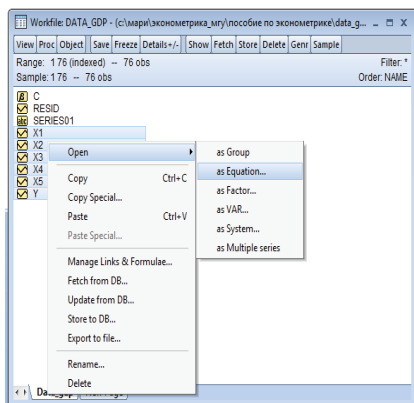 Workfile: DATA_GDP - (c:\мари\эконометрика_мгу\пособие по эконометрике\data_g...
View Proc Object Save Freeze Details+/- Show Fetch Store Delete Genr Sample
Range: 1 76 (indexed) -- 76 obs Filter: *
Sample: 1 76 -- 76 obs Order: NAME
C
RESID
SERIES01
X1
X2
X3
X4
X5
Y
Open
Copy Ctrl+C
Copy Special...
Paste Ctrl+V
Paste Special...
Manage Links & Formulae...
Fetch from DB...
Update from DB...
Store to DB...
Export to file...
Rename...
Delete
as Group
as Equation...
as Factor...
as VAR...
as System...
as Multiple series